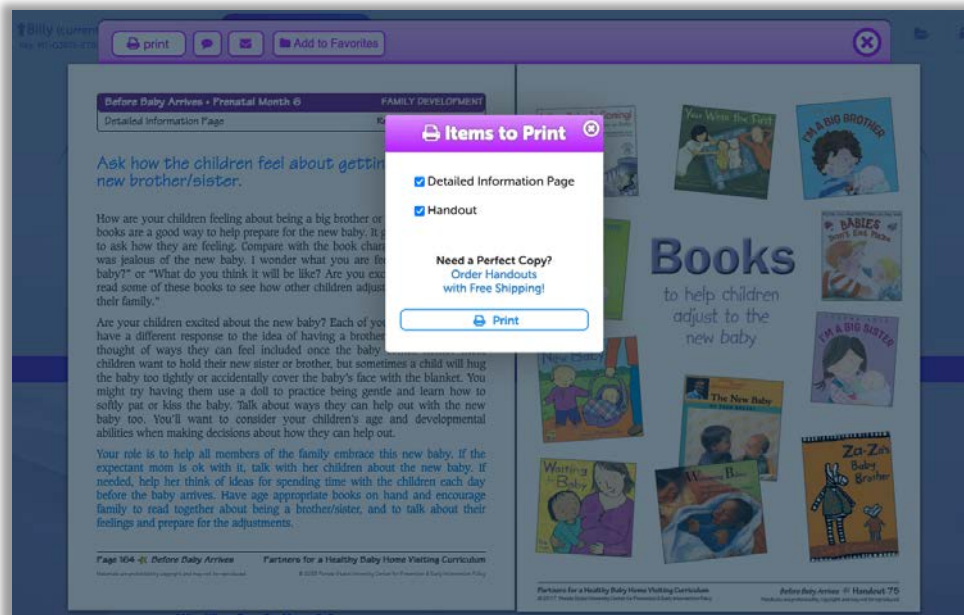 Billy (current
print
Add to Favorites
Before Baby Arrives • Prenatal Month 6
FAMILY DEVELOPMENT
Detailed Information Page
Ask how the children feel about gettin
new brother/sister.
How are your children feeling about being a big brother or
books are a good way to help prepare for the new baby. It
to ask how they are feeling. Compare with the book char
was jealous of the new baby. I wonder what you are fe
baby?" or "What do you think it will be like? Are you exc
read some of these books to see how other children adjus
their family."
Are your children excited about the new baby? Each of yo
have a different response to the idea of having a brother
thought of ways they can feel included once the baby
children want to hold their new sister or brother, but sometimes a child will hug
the baby too tightly or accidentally cover the baby's face with the blanket. You
might try having them use a doll to practice being gentle and learn how to
softly pat or kiss the baby. Talk about ways they can help out with the new
baby too. You'll want to consider your children's age and developmental
abilities when making decisions about how they can help out.
Your role is to help all members of the family embrace this new baby. If the
expectant mom is ok with it, talk with her children about the new baby. If
needed, help her think of ideas for spending time with the children each day
before the baby arrives. Have age appropriate books on hand and encourage
family to read together about being a brother/sister, and to talk about their
feelings and prepare for the adjustments.
Page 164 Before Baby Arrives
Partners for a Healthy Baby Home Visiting Curriculum
Items to Print
Detailed Information Page
Handout
Need a Perfect Copy?
Order Handouts
with Free Shipping!
Print
You Were the First
I'M A BIG BROTHER
BABIES
Don't Eat Pizza
Books
to help children
adjust to the
new baby
I'M A BIG SISTER
New Baby
The New Baby
Waiting
for Baby
Za-Za's
Baby
Brother
Partners for a Healthy Baby Home Visiting Curriculum
Before Baby Arrives Handout 75